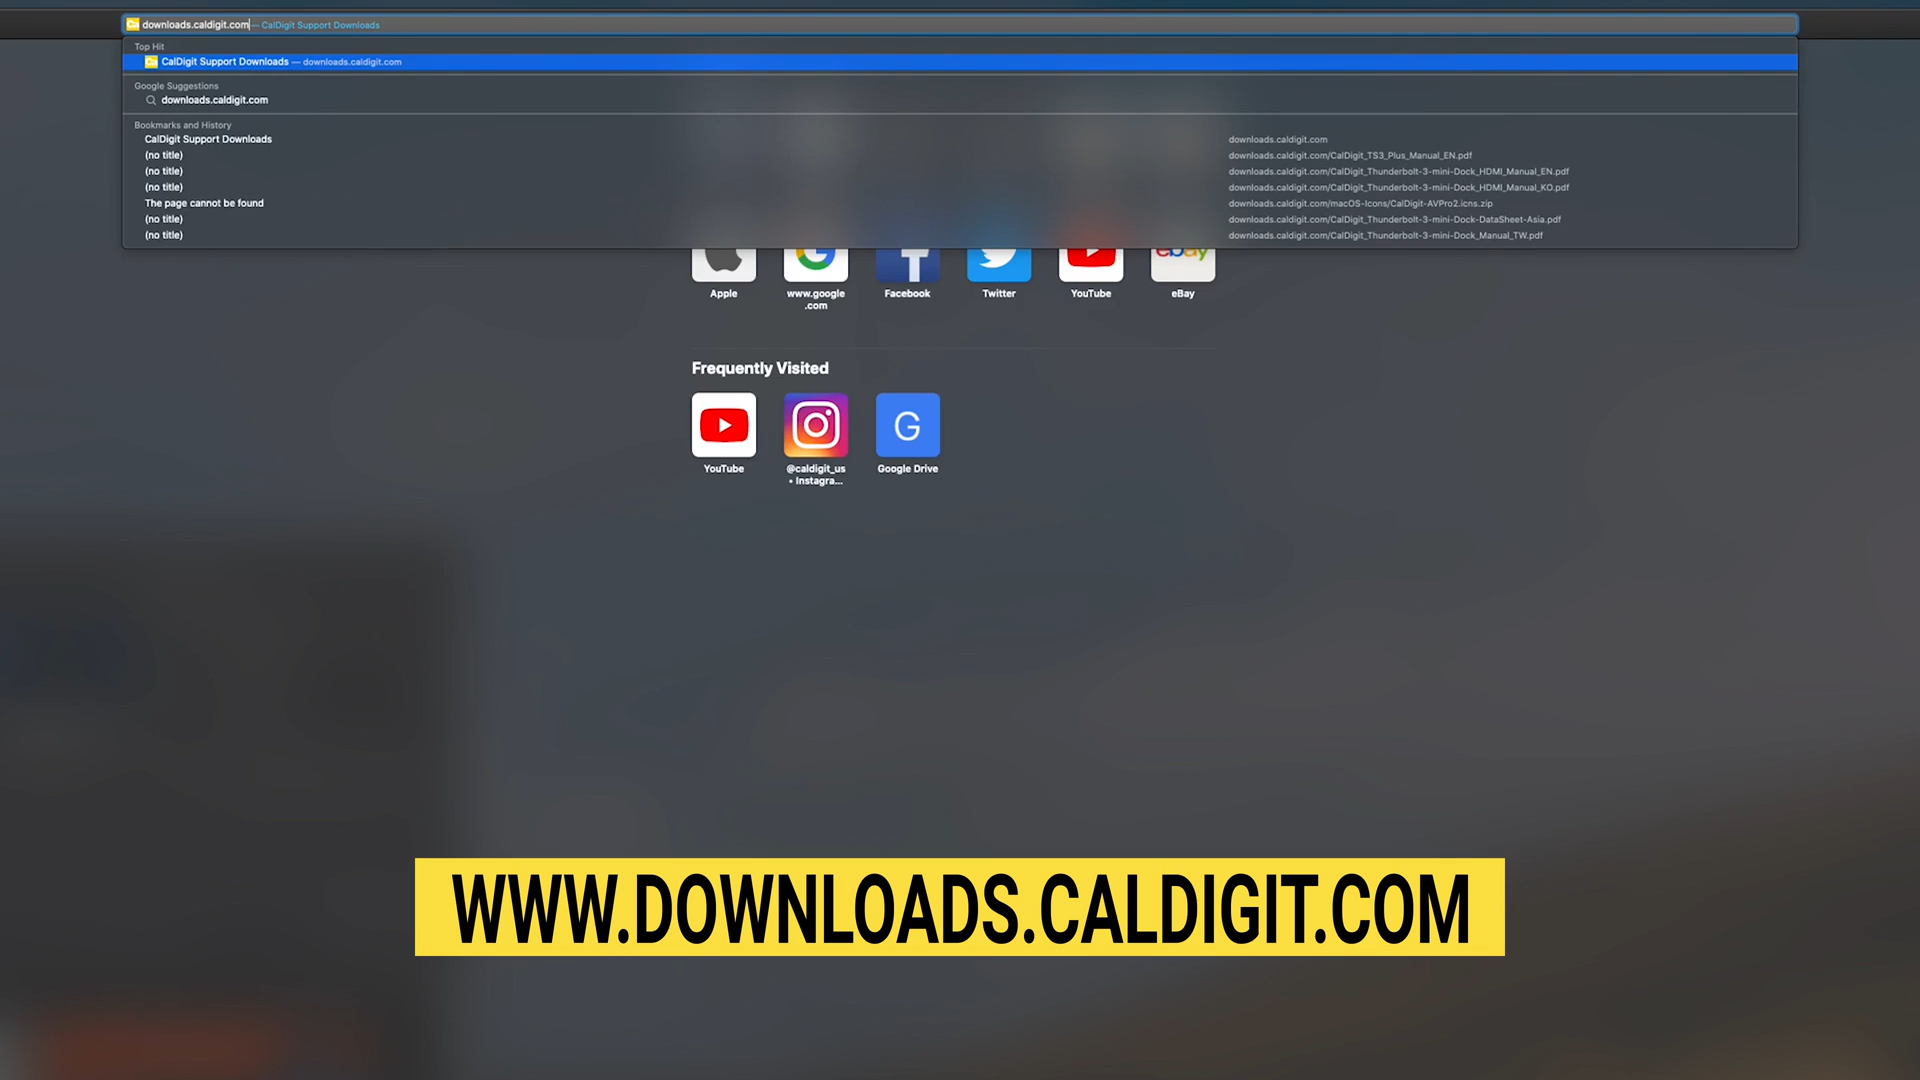 downloads.caldigit.com — CalDigit Support Downloads
Top Hit
CalDigit Support Downloads — downloads.caldigit.com
Google Suggestions
downloads.caldigit.com
Bookmarks and History
CalDigit Support Downloads downloads.caldigit.com
(no title) downloads.caldigit.com/CalDigit_TS3_Plus_Manual_EN.pdf
(no title) downloads.caldigit.com/CalDigit_Thunderbolt-3-mini-Dock_HDMI_Manual_EN.pdf
(no title) downloads.caldigit.com/CalDigit_Thunderbolt-3-mini-Dock_HDMI_Manual_KO.pdf
The page cannot be found downloads.caldigit.com/macOS-Icons/CalDigit-AVPro2.icns.zip
(no title) downloads.caldigit.com/CalDigit_Thunderbolt-3-mini-Dock-DataSheet-Asia.pdf
(no title) downloads.caldigit.com/CalDigit_Thunderbolt-3-mini-Dock_Manual_TW.pdf
ebay
Apple www.google Facebook Twitter YouTube eBay
.com
Frequently Visited
G
YouTube @caldigit_us Google Drive
• Instagra...
WWW.DOWNLOADS.CALDIGIT.COM